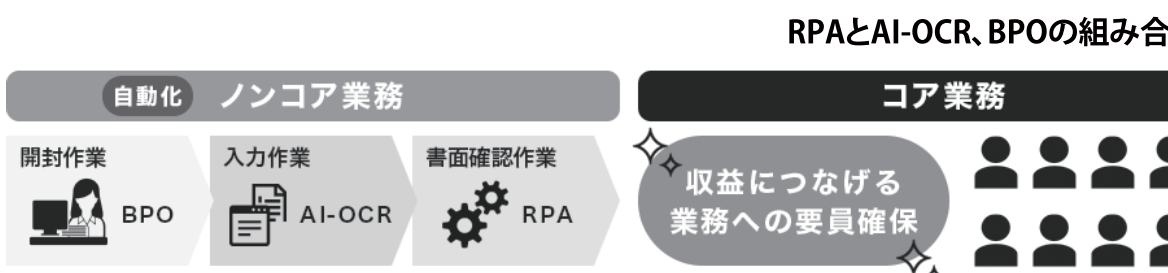 RPAとAI-OCR、BPOの組み合
自動化 ノンコア業務
コア業務
開封作業
BPO
入力作業
AI-OCR
書面確認作業
RPA
収益につなげる
業務への要員確保